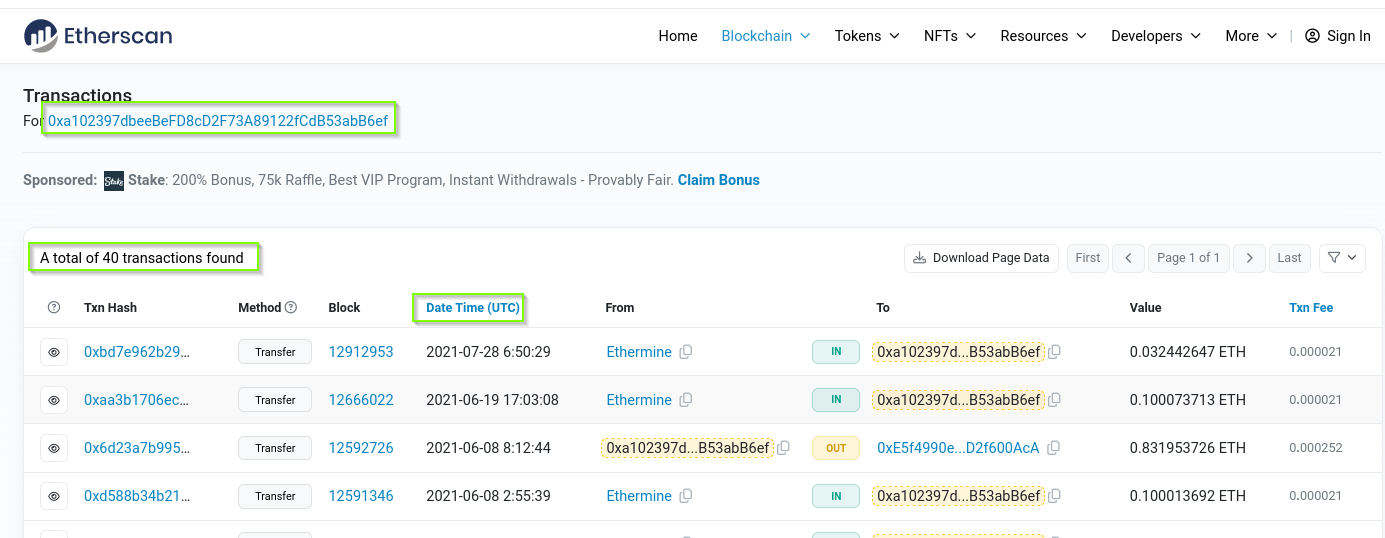 Etherscan
Home Blockchain Tokens NFTs Resources Developers More | Sign In
Transactions
For 0xa102397dbeeBeFD8cD2F73A89122fCdB53abB6ef
Sponsored: Stake Stake: 200% Bonus, 75k Raffle, Best VIP Program, Instant Withdrawals - Provably Fair. Claim Bonus
A total of 40 transactions found Download Page Data First Page 1 of 1 Last
Txn Hash Method Block Date Time (UTC) From To Value Txn Fee
0xbd7e962b29... Transfer 12912953 2021-07-28 6:50:29 Ethermine IN 0xa102397d...B53abB6ef 0.032442647 ETH 0.000021
0xaa3b1706ec... Transfer 12666022 2021-06-19 17:03:08 Ethermine IN 0xa102397d...B53abB6ef 0.100073713 ETH 0.000021
0x6d23a7b995... Transfer 12592726 2021-06-08 8:12:44 0xa102397d...B53abB6ef OUT 0xE5f4990e...D2f600AcA 0.831953726 ETH 0.000252
0xd588b34b21... Transfer 12591346 2021-06-08 2:55:39 Ethermine IN 0xa102397d...B53abB6ef 0.100013692 ETH 0.000021